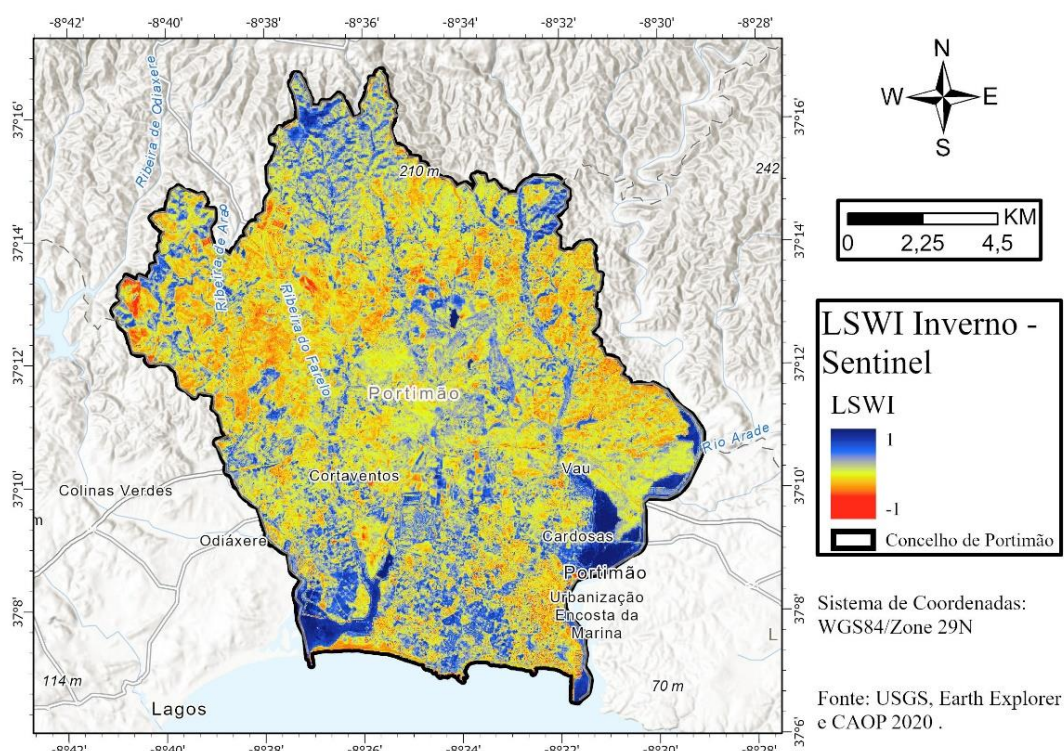 -8°42' -8°40' -8°38' -8°36' -8°34' -8°32' -8°30' -8°28'
37°16'
37°14'
37°12'
37°10'
37°8'
37°16'
37°14'
37°12'
37°10'
37°8'
37°6'
-8°42' -8°40' -8°38' -8°36' -8°34' -8°32' -8°30' -8°28'
Ribeira de Odiaxere
Ribeira de Arao
Ribeira do Farelo
210 m
242
Portimão
Rio Arade
Cortaventos
Vau
Colinas Verdes
m
Odiáxere
Cardosas
Portimão
Urbanização
Encosta da
Marina
L
114 m
70 m
Lagos
N
W E
S
KM
0 2,25 4,5
LSWI Inverno -
Sentinel
LSWI
1
-1
Concelho de Portimão
Sistema de Coordenadas:
WGS84/Zone 29N
Fonte: USGS, Earth Explorer
e CAOP 2020 .